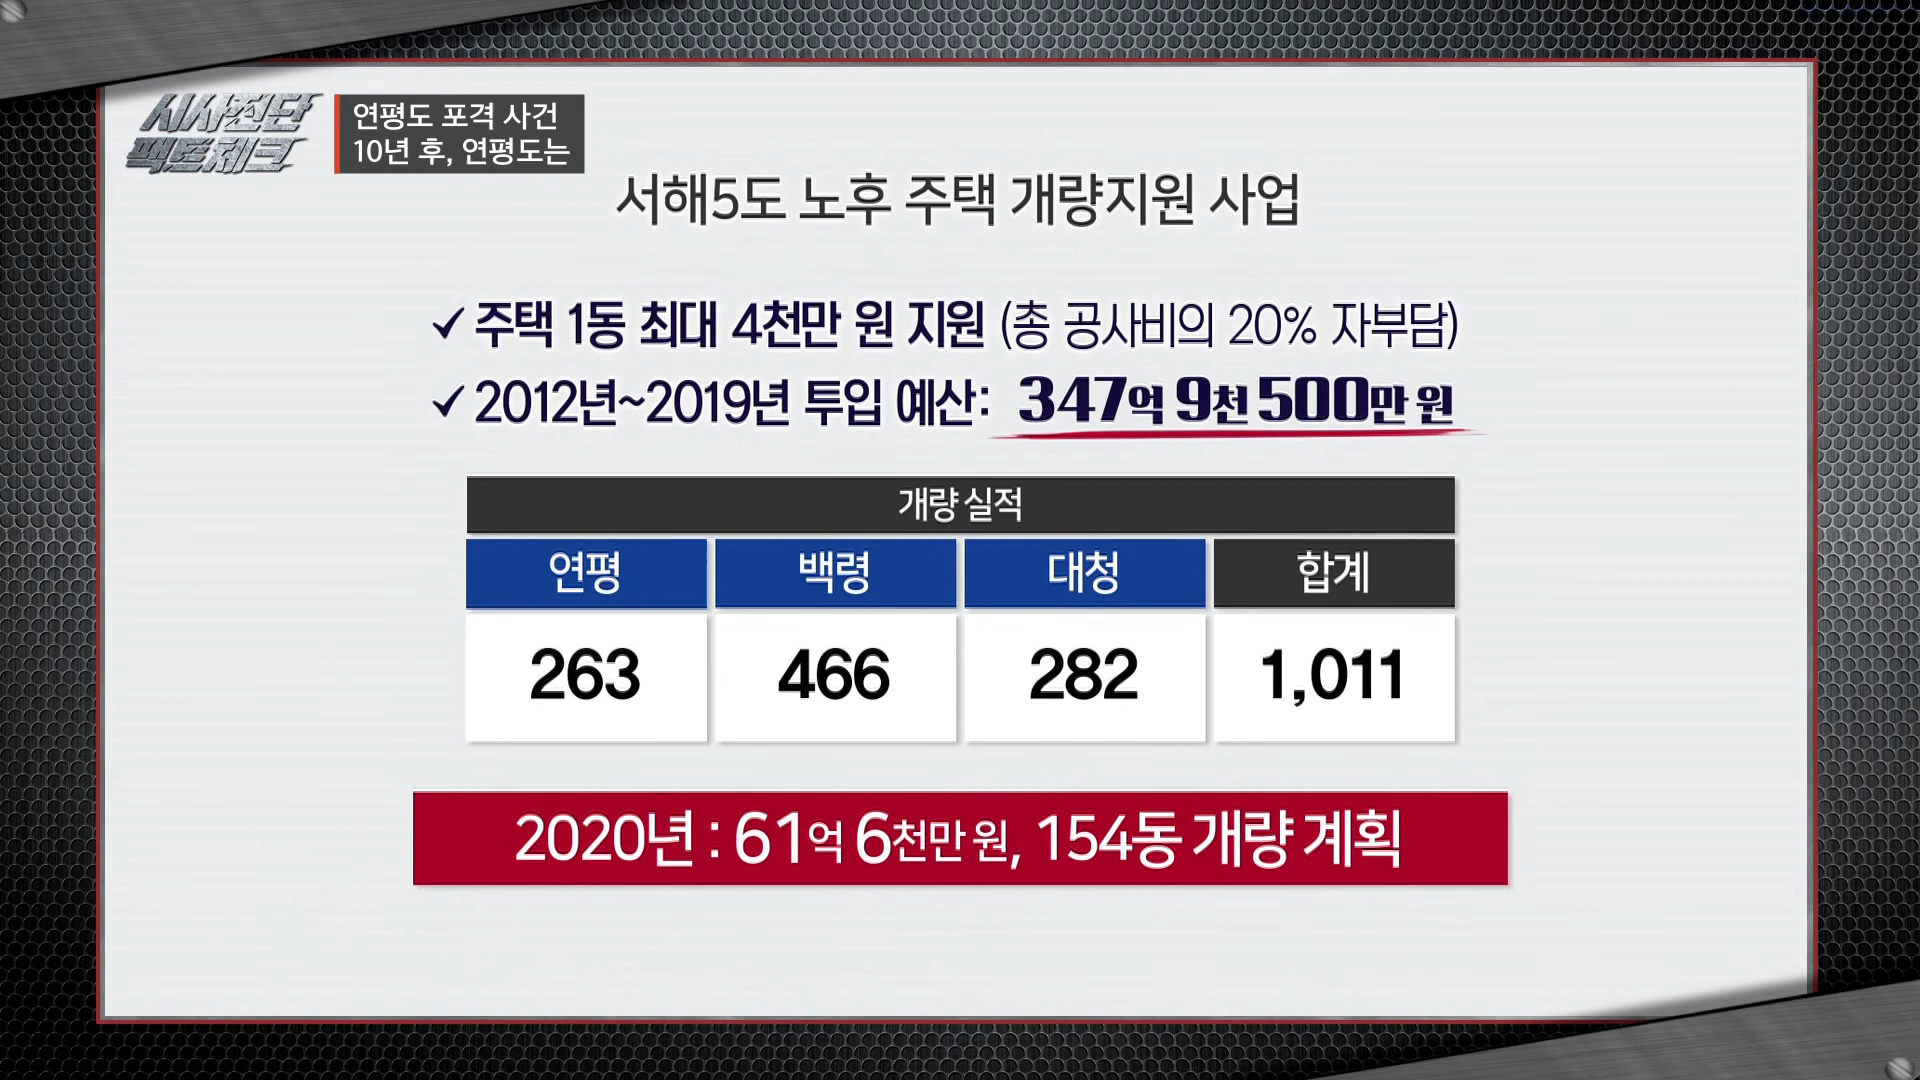 시사진단
팩트체크
연평도 포격 사건
10년 후, 연평도는
서해5도 노후 주택 개량지원 사업
✓ 주택 1동 최대 4천만 원 지원 (총 공사비의 20% 자부담)
✓ 2012년~2019년 투입 예산: 347억 9천 500만 원
개량 실적
연평 백령 대청 합계
263 466 282 1,011
2020년 : 61억 6천만 원, 154동 개량 계획